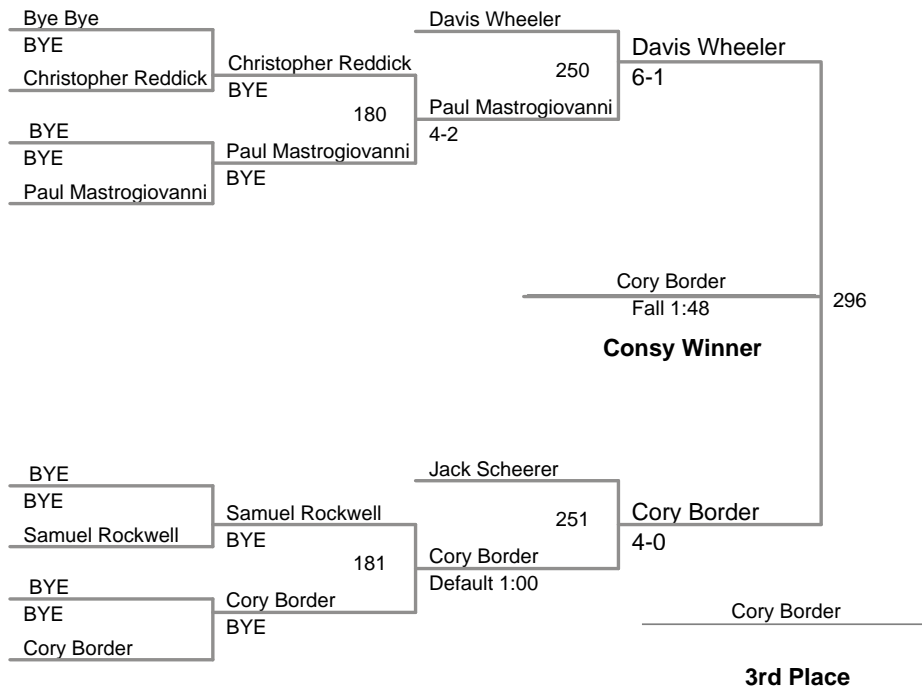 Bye Bye
BYE
Christopher Reddick
Christopher Reddick
BYE
BYE
BYE
Paul Mastrogiovanni
Paul Mastrogiovanni
BYE
180
Davis Wheeler
Paul Mastrogiovanni
4-2
250
Davis Wheeler
6-1
Cory Border
Fall 1:48
Consy Winner
296
BYE
BYE
Samuel Rockwell
Samuel Rockwell
BYE
BYE
BYE
Cory Border
Cory Border
BYE
181
Jack Scheerer
Cory Border
Default 1:00
251
Cory Border
4-0
Cory Border
3rd Place